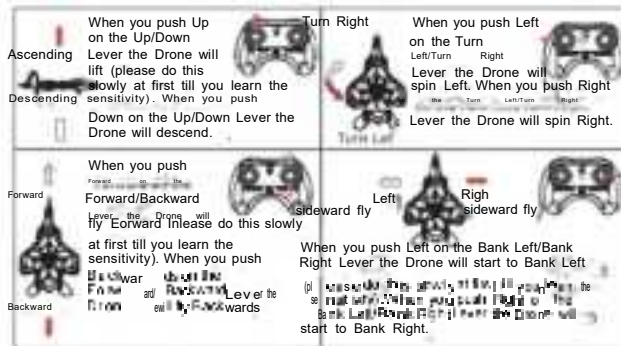 When you push Up
on the Up/Down
Ascending Lever the Drone will
lift (please do this
slowly at first till you learn the
Descending sensitivity). When you push
Down on the Up/Down Lever the
Drone will descend.
Turn Right
When you push Left
on the Turn
Left/Turn Right
Lever the Drone will
spin Left. When you push Right
the Turn Left/Turn Right
Lever the Drone will Spin Right.
Turn Lef
When you push
Forward on the
Forward
Forward/Backward
Lever the Drone will
fly Eorward Inlease do this slowly
at first till you learn the
sensitivity). When you push
Backward
Lever the
Backwards
Left
sideward fly
Righ
sideward fly
When you push Left on the Bank Left/Bank
Right Lever the Drone will start to Bank Left
the
start to Bank Right.